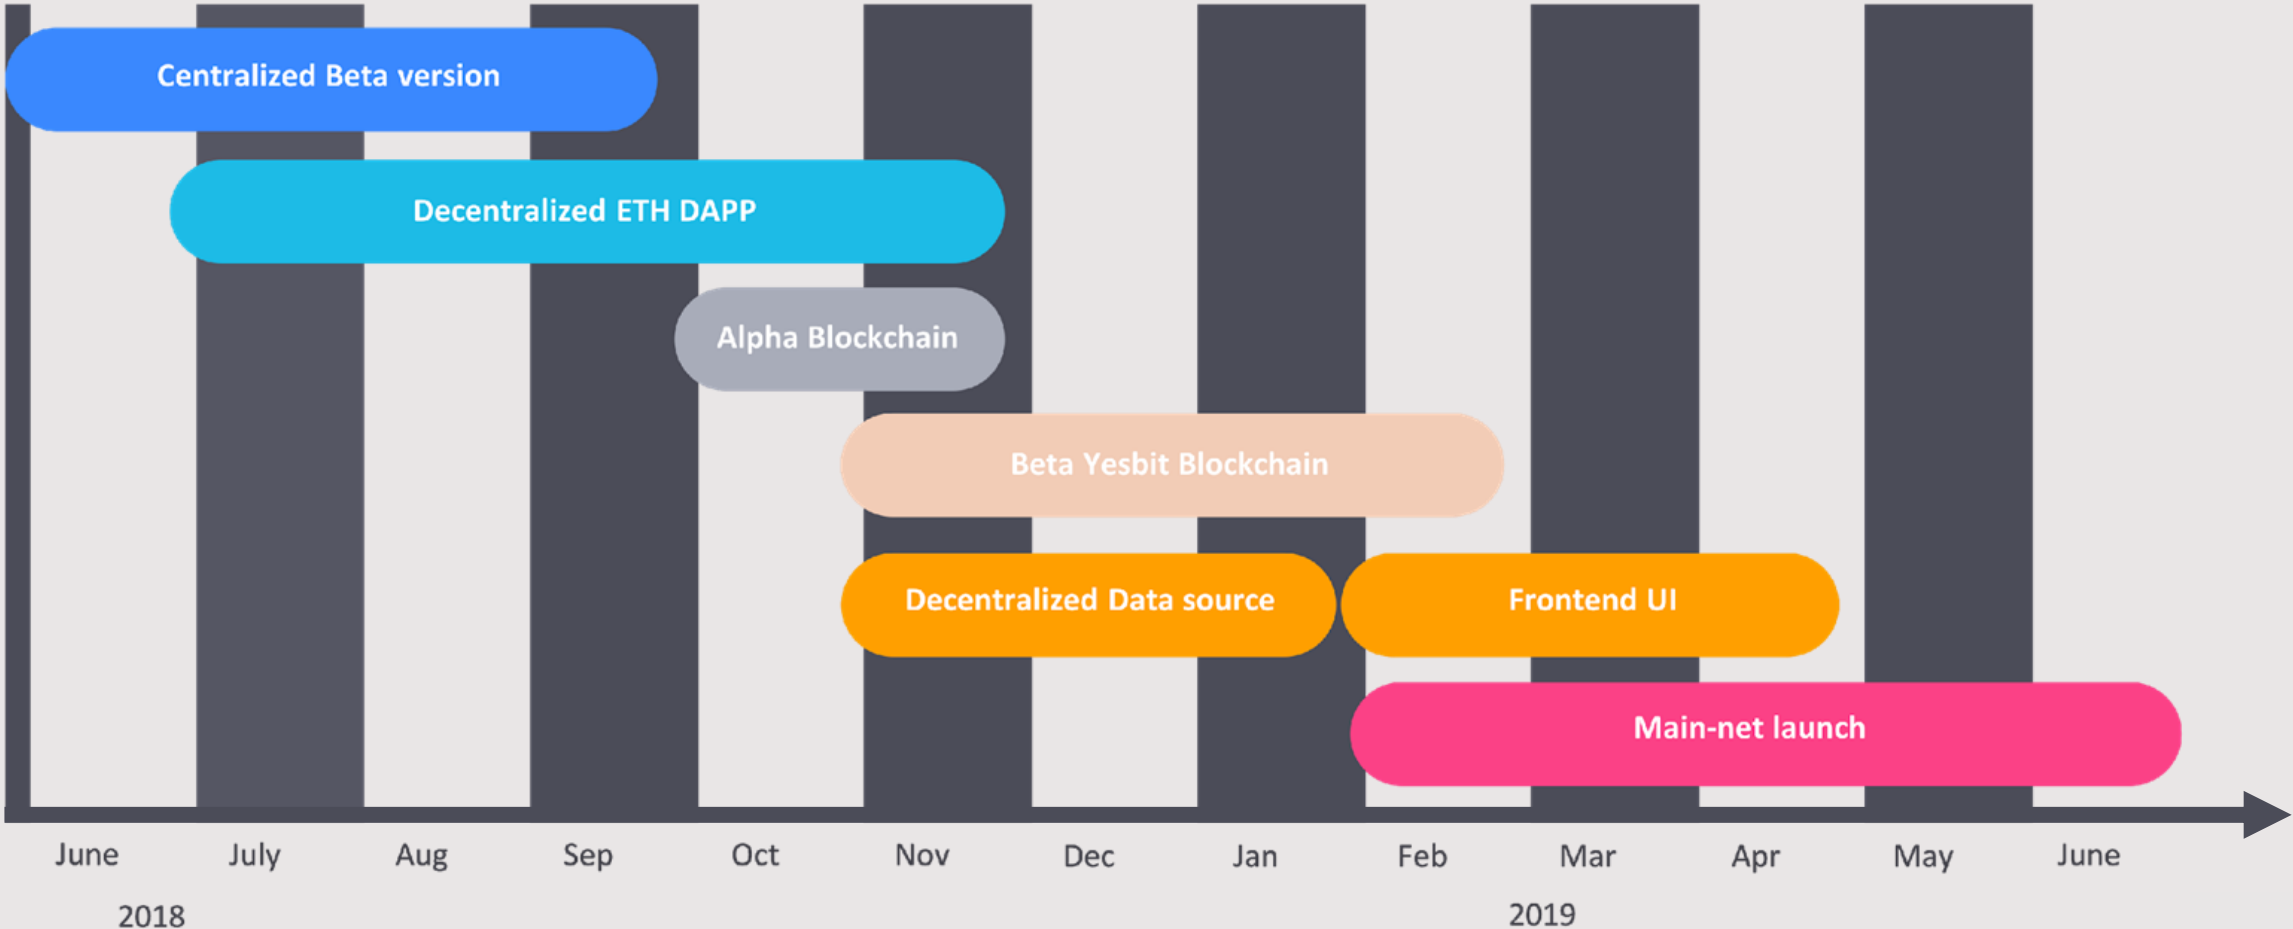 Centralized Beta version
Decentralized ETH DAPP
Alpha Blockchain
Beta Yesbit Blockchain
Decentralized Data source
Frontend UI
Main-net launch
June July Aug Sep Oct Nov Dec Jan Feb Mar Apr May June
2018 2019